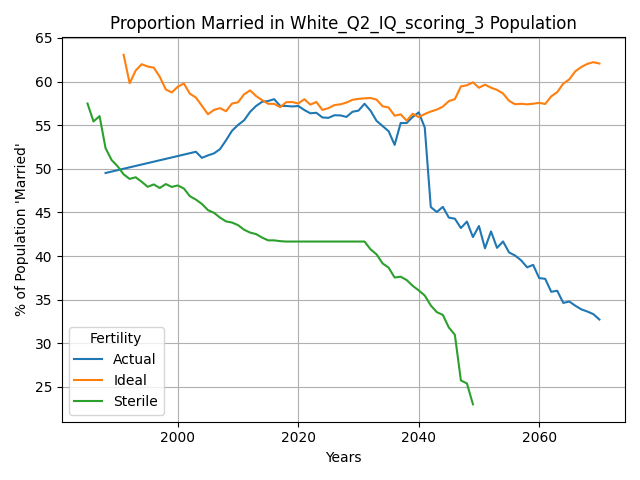 Proportion Married in White_Q2_IQ_scoring_3 Population
% of Population 'Married'
65
60
55
50
45
40
35
30
25
Fertility
Actual
Ideal
Sterile
2000
2020
2040
2060
Years